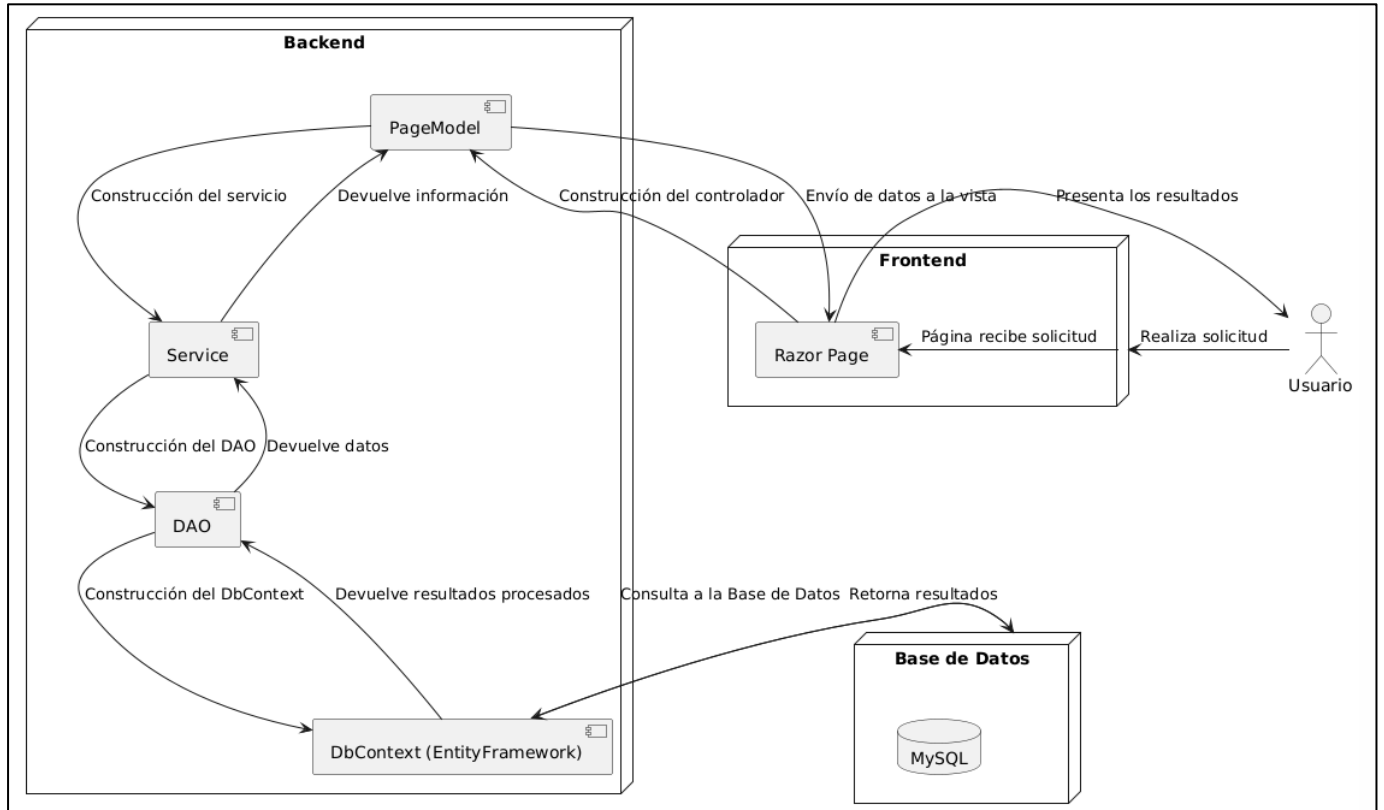 Backend
PageModel
Construcción del servicio
Devuelve información
Construcción del controlador
Envío de datos a la vista
Presenta los resultados
Frontend
Service
Razor Page
Página recibe solicitud
Realiza solicitud
Usuario
Construcción del DAO
Devuelve datos
DAO
Construcción del DbContext
Devuelve resultados procesados
Consulta a la Base de Datos
Retorna resultados
Base de Datos
DbContext (EntityFramework)
MySQL